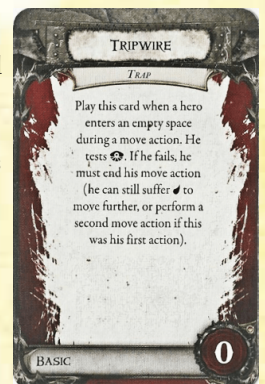 TRIPWIRE
TRAP
Play this card when a hero
enters an empty space
during a move action. He
tests . If he fails, he
must end his move action
(he can still suffer to
move further, or perform a
second move action if this
was his first action).
BASIC
0